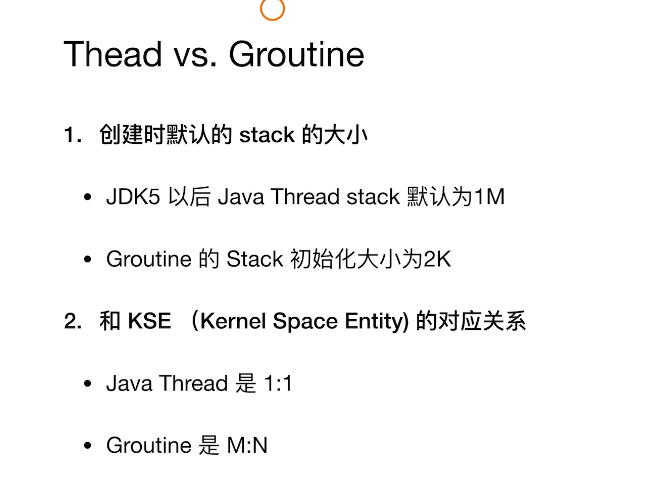 Thead vs. Groutine
1. 创建时默认的 stack 的大小
• JDK5 以后 Java Thread stack 默认为1M
• Groutine 的 Stack 初始化大小为2K
2. 和 KSE （Kernel Space Entity) 的对应关系
• Java Thread 是 1:1
• Groutine 是 M:N